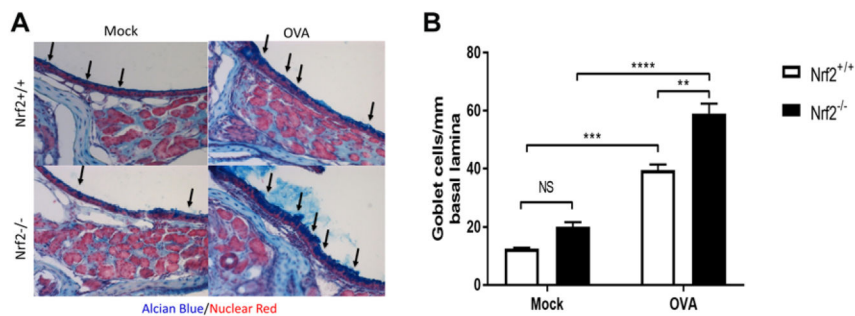 A
Mock
OVA
Nrf2+/+
Nrf2-/-
Alcian Blue/Nuclear Red
B
Goblet cells/mm
basal lamina
80
60
40
20
0
****
**
***
NS
Mock
OVA
Nrf2+/+
Nrf2-/-